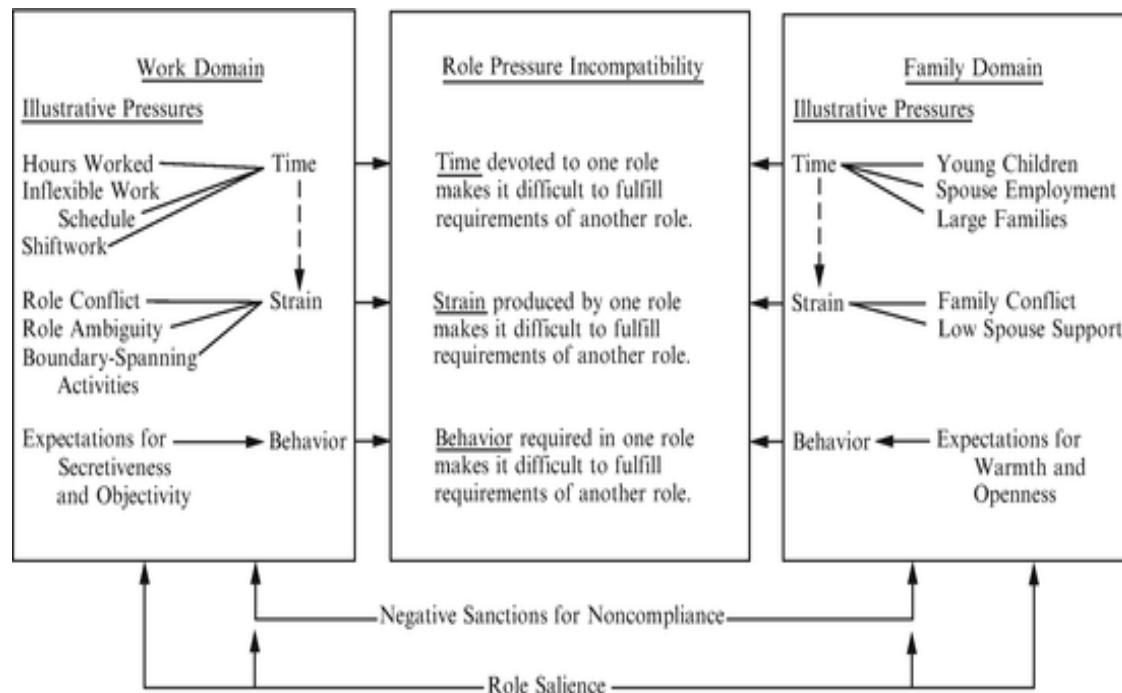 Work Domain
Illustrative Pressures
Hours Worked
Inflexible Work
Schedule
Shiftwork
Time
Role Conflict
Role Ambiguity
Boundary-Spanning
Activities
Strain
Expectations for
Secretiveness
and Objectivity
Behavior
Role Pressure Incompatibility
Time devoted to one role
makes it difficult to fulfill
requirements of another role.
Strain produced by one role
makes it difficult to fulfill
requirements of another role.
Behavior required in one role
makes it difficult to fulfill
requirements of another role.
Family Domain
Illustrative Pressures
Time
Young Children
Spouse Employment
Large Families
Strain
Family Conflict
Low Spouse Support
Behavior
Expectations for
Warmth and
Openness
Negative Sanctions for Noncompliance
Role Salience